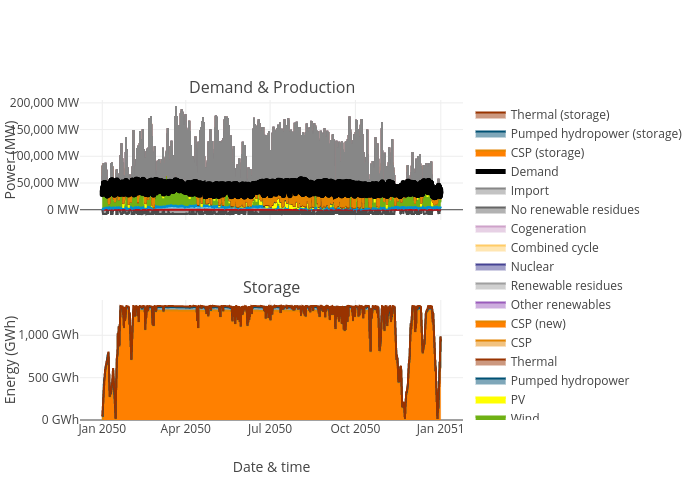 Demand & Production
Power (MW)
200,000 MW
150,000 MW
100,000 MW
50,000 MW
0 MW
Storage
Energy (GWh)
1,000 GWh
500 GWh
0 GWh
Jan 2050
Apr 2050
Jul 2050
Oct 2050
Jan 2051
Date & time
Thermal (storage)
Pumped hydropower (storage)
CSP (storage)
Demand
Import
No renewable residues
Cogeneration
Combined cycle
Nuclear
Renewable residues
Other renewables
CSP (new)
CSP
Thermal
Pumped hydropower
PV
Wind